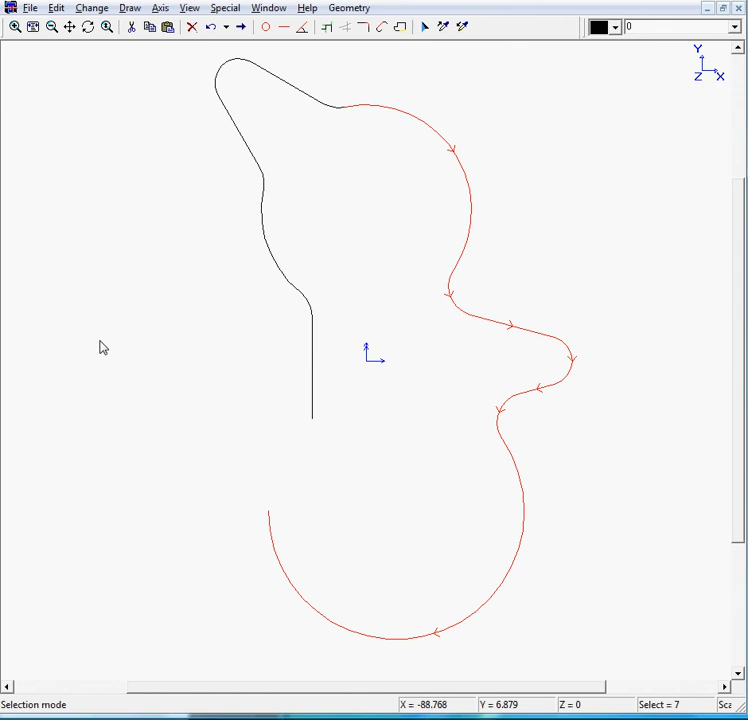 File Edit Change Draw Axis View Special Window Help Geometry
0
Y
Z X
Selection mode X = -88.768 Y = 6.879 Z = 0 Select = 7 Sca